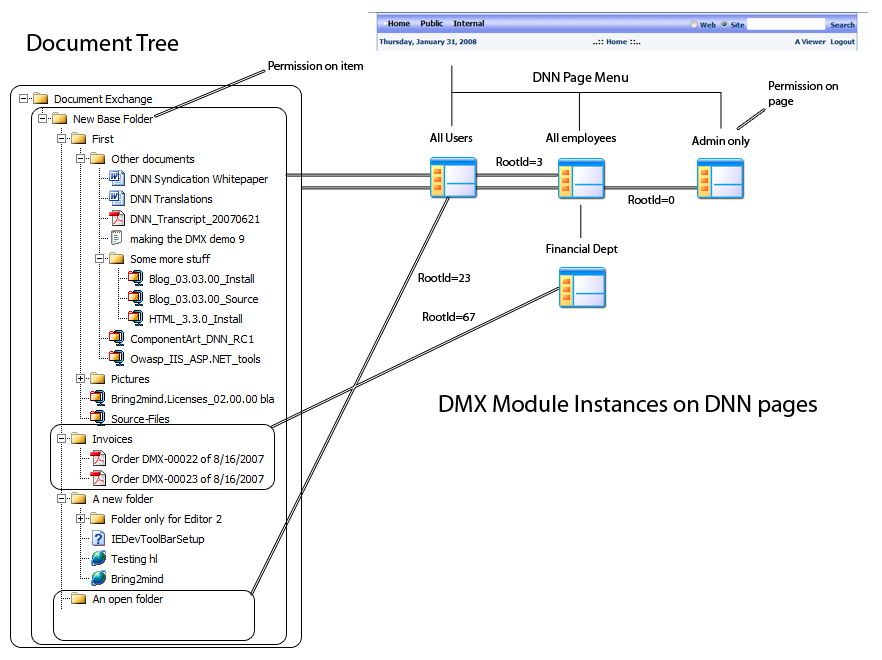 Home Public Internal
Web Site Search
Thursday, January 31, 2008 ..:: Home ::.. A Viewer Logout
Document Tree
Permission on item
DNN Page Menu
Permission on
page
All Users
All employees
Admin only
RootId=3
RootId=0
Financial Dept
RootId=23
RootId=67
DMX Module Instances on DNN pages
Document Exchange
New Base Folder
First
Other documents
DNN Syndication Whitepaper
DNN Translations
DNN_Transcript_20070621
making the DMX demo 9
Some more stuff
Blog_03.03.00_Install
Blog_03.03.00_Source
HTML_3.3.0_Install
ComponentArt_DNN_RC1
Owasp_IIS_ASP.NET_tools
Pictures
Bring2mind.Licenses_02.00.00 bla
Source-Files
Invoices
Order DMX-00022 of 8/16/2007
Order DMX-00023 of 8/16/2007
A new folder
Folder only for Editor 2
IEDevToolBarSetup
Testing hl
Bring2mind
An open folder